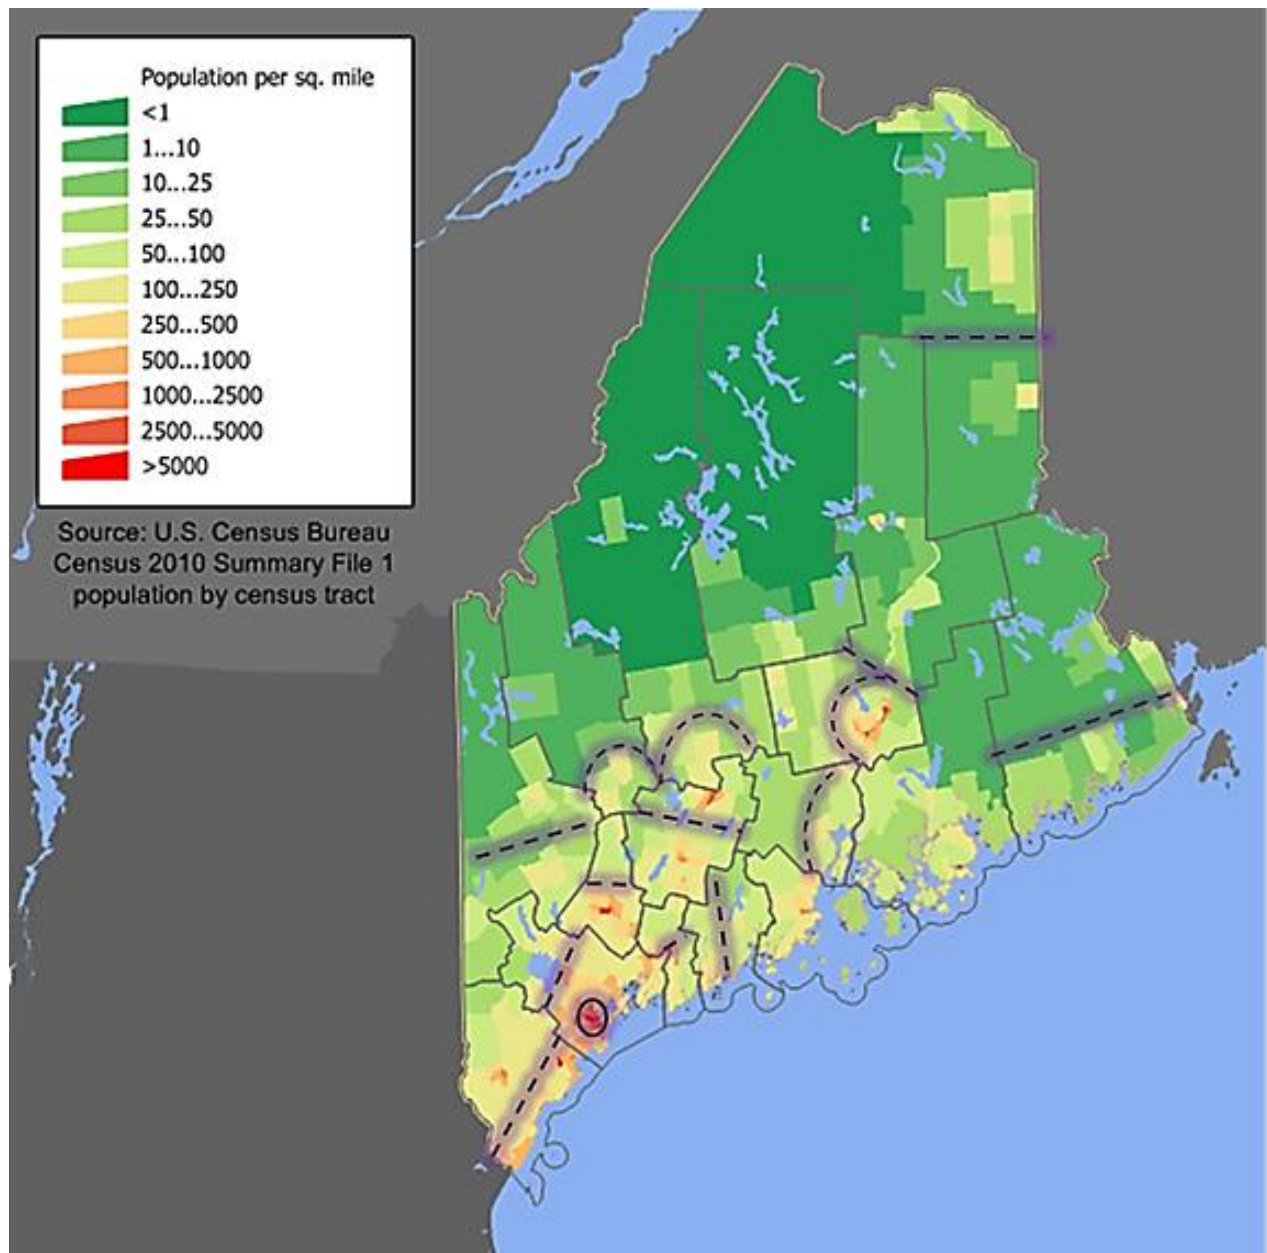 Population per sq. mile
<1
1...10
10...25
25...50
50...100
100...250
250...500
500...1000
1000...2500
2500...5000
>5000
Source: U.S. Census Bureau
Census 2010 Summary File 1
population by census tract